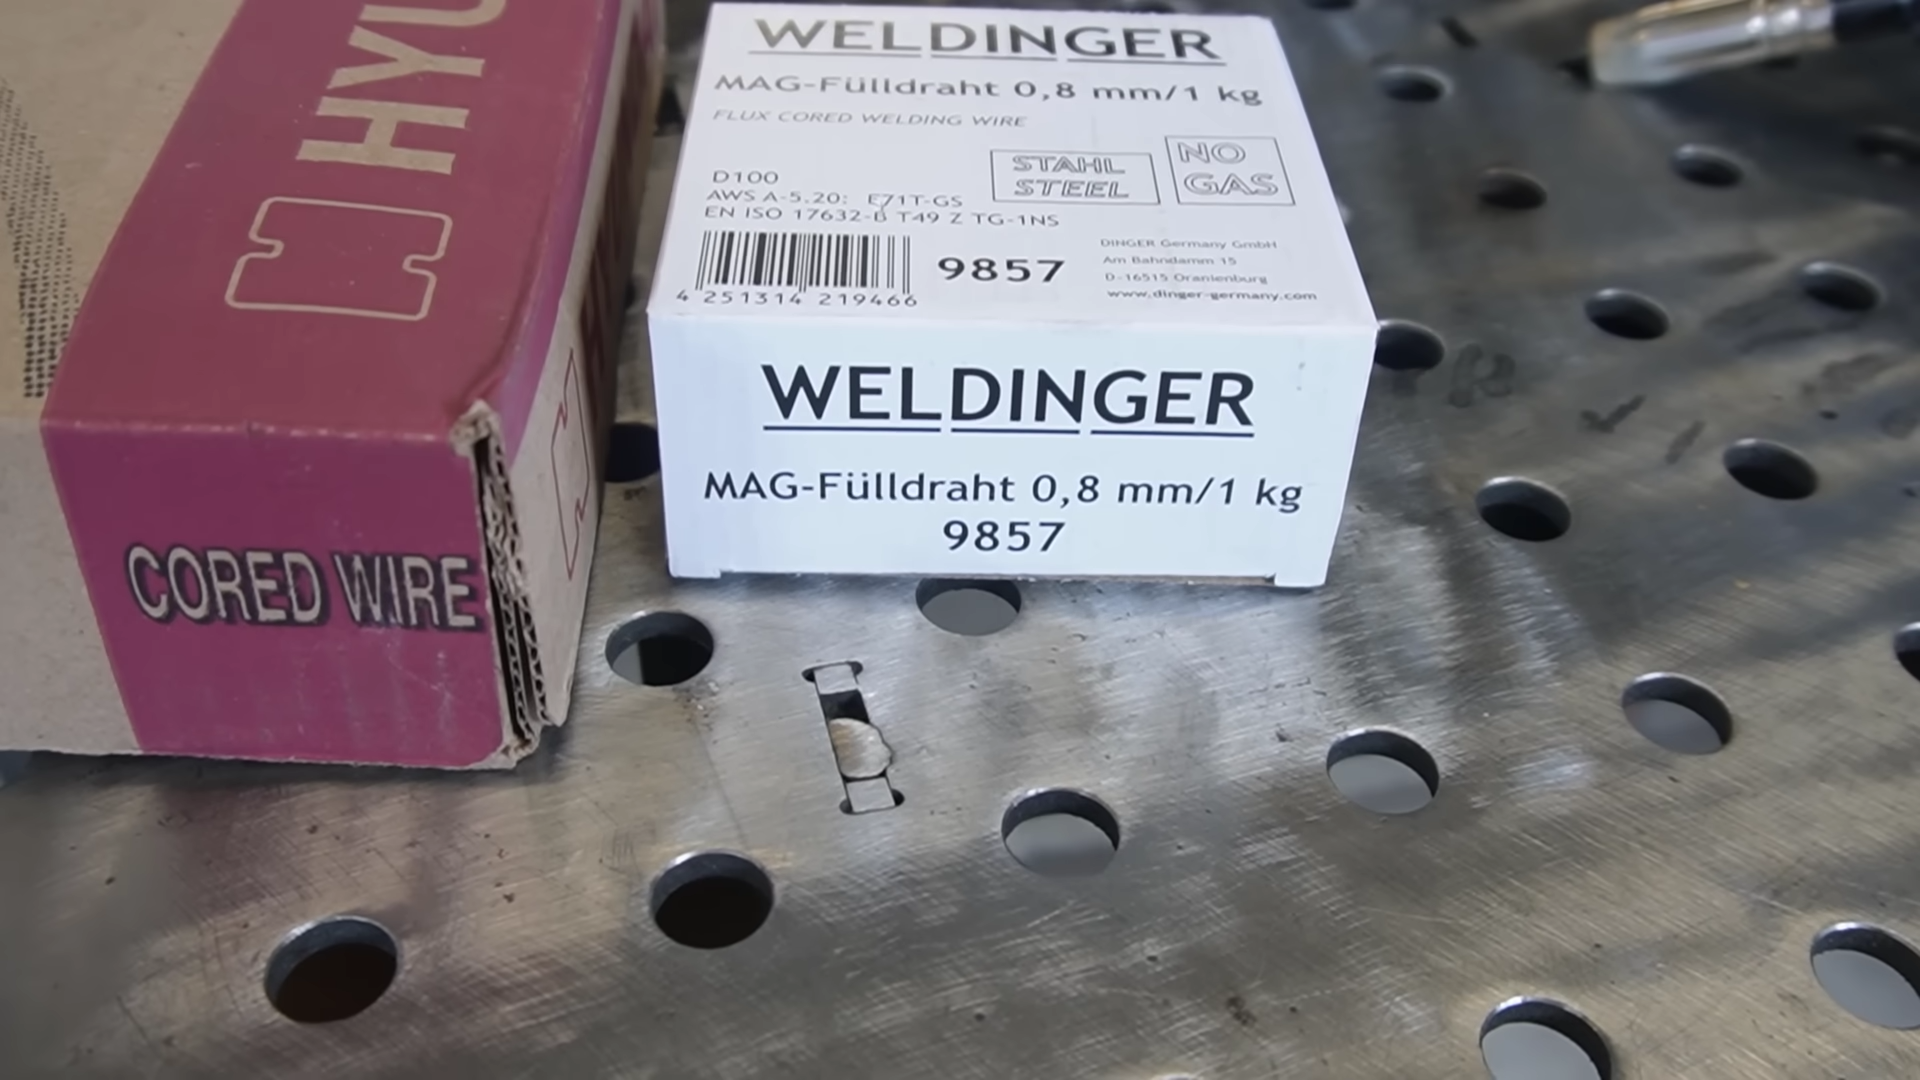 HYU
CORED WIRE
WELDINGER
MAG-Fülldraht 0,8 mm/1 kg
FLUX CORED WELDING WIRE
STAHL
STEEL
NO
GAS
D100
AWS A-5.20: E71T-GS
EN ISO 17632-B T49 Z TG-1NS
4 251314 219466
9857
DINGER Germany GmbH
Am Bahndamm 15
D-16515 Oranienburg
www.dinger-germany.com
WELDINGER
MAG-Fülldraht 0,8 mm/1 kg
9857